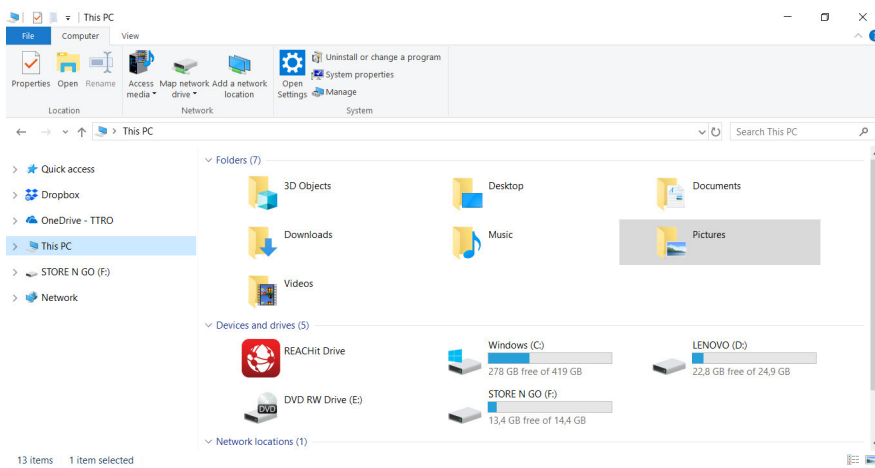 This PC
File Computer View
Properties Open Rename
Access media
Map network drive
Add a network location
Open Settings
Uninstall or change a program
System properties
Manage
Location Network System
This PC
Search This PC
Quick access
Dropbox
OneDrive - TTRO
This PC
STORE N GO (F:)
Network
Folders (7)
3D Objects
Desktop
Documents
Downloads
Music
Pictures
Videos
Devices and drives (5)
REACHit Drive
Windows (C:)
278 GB free of 419 GB
LENOVO (D:)
22,8 GB free of 24,9 GB
DVD
DVD RW Drive (E:)
STORE N GO (F:)
13,4 GB free of 14,4 GB
Network locations (1)
13 items 1 item selected